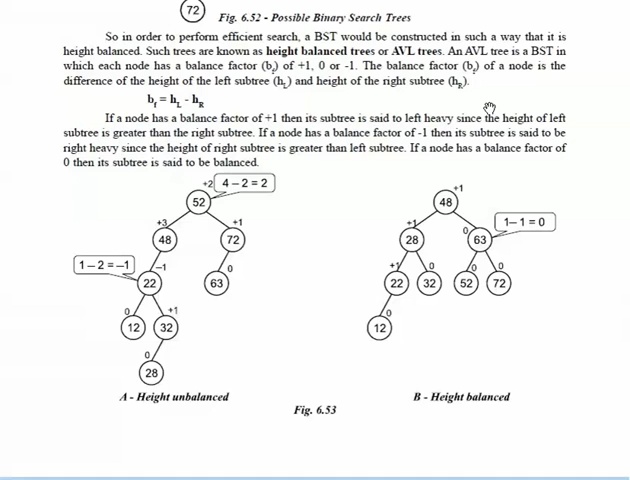 72
Fig. 6.52 - Possible Binary Search Trees
So in order to perform efficient search, a BST would be constructed in such a way that it is
height balanced. Such trees are known as height balanced trees or AVL trees. An AVL tree is a BST in
which each node has a balance factor (bf) of +1, 0 or -1. The balance factor (bf) of a node is the
difference of the height of the left subtree (hL) and height of the right subtree (hR).
bf = hL - hR
If a node has a balance factor of +1 then its subtree is said to left heavy since the height of left
subtree is greater than the right subtree. If a node has a balance factor of -1 then its subtree is said to be
right heavy since the height of right subtree is greater than left subtree. If a node has a balance factor of
0 then its subtree is said to be balanced.
+2 4 – 2 = 2
52
+3 +1
48 72
1 – 2 = –1 –1 0
22 63
0 +1
12 32
0
28
A - Height unbalanced
+1
48
+1 0 1– 1 = 0
28 63
+1 0 0 0
22 32 52 72
0
12
B - Height balanced
Fig. 6.53